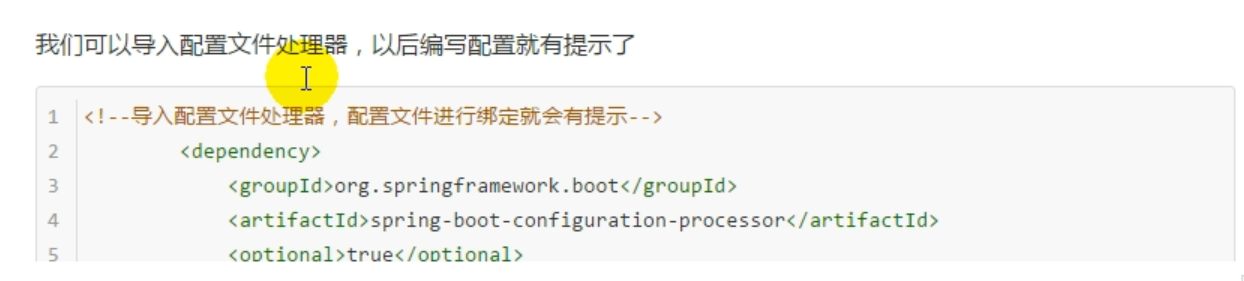 我们可以导入配置文件处理器，以后编写配置就有提示了
1 <!--导入配置文件处理器，配置文件进行绑定就会有提示-->
2 <dependency>
3 <groupId>org.springframework.boot</groupId>
4 <artifactId>spring-boot-configuration-processor</artifactId>
5 <optional>true</optional>